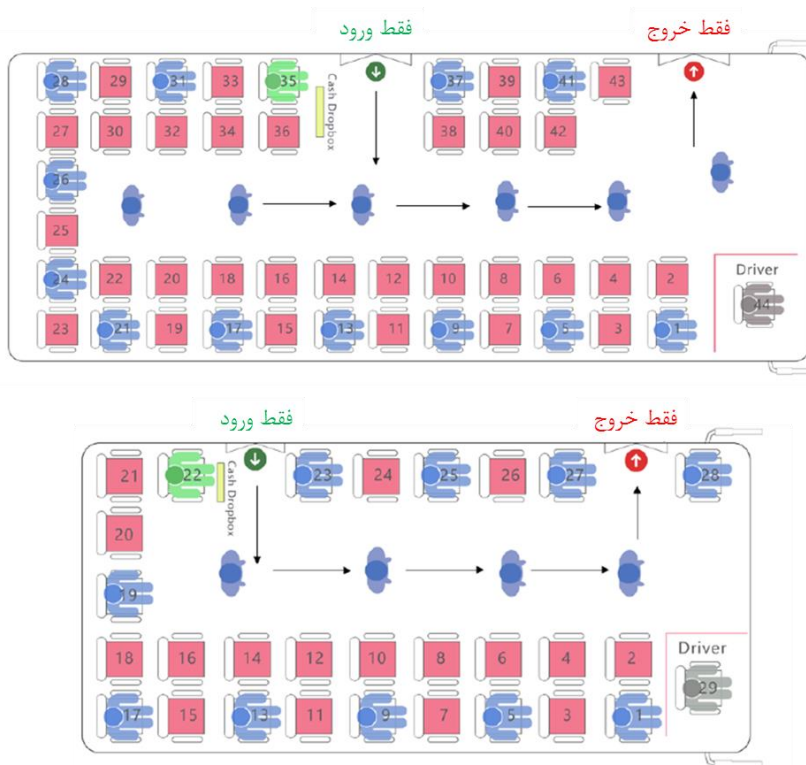 فقط ورود
فقط خروج
28 29 31 33 35 37 39 41 43
Cash Dropbox
27 30 32 34 36 38 40 42
26
25
24 22 20 18 16 14 12 10 8 6 4 2
Driver
44
23 21 19 17 15 13 11 9 7 5 3 1
فقط ورود
فقط خروج
21 22 23 24 25 26 27 28
Cash Dropbox
20
19
18 16 14 12 10 8 6 4 2
Driver
29
17 15 13 11 9 7 5 3 1